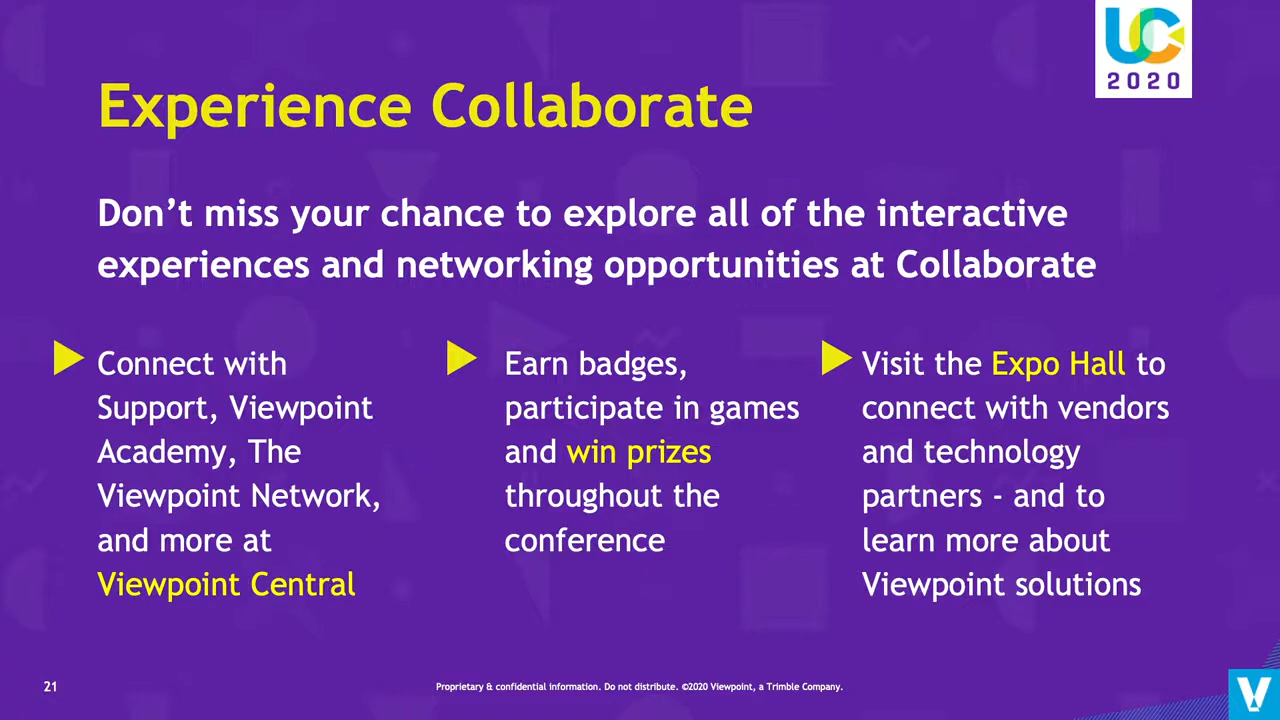 UC
2020
Experience Collaborate
Don’t miss your chance to explore all of the interactive
experiences and networking opportunities at Collaborate
Connect with
Support, Viewpoint
Academy, The
Viewpoint Network,
and more at
Viewpoint Central
Earn badges,
participate in games
and win prizes
throughout the
conference
Visit the Expo Hall to
connect with vendors
and technology
partners - and to
learn more about
Viewpoint solutions
21
Proprietary & confidential information. Do not distribute. ©2020 Viewpoint, a Trimble Company.